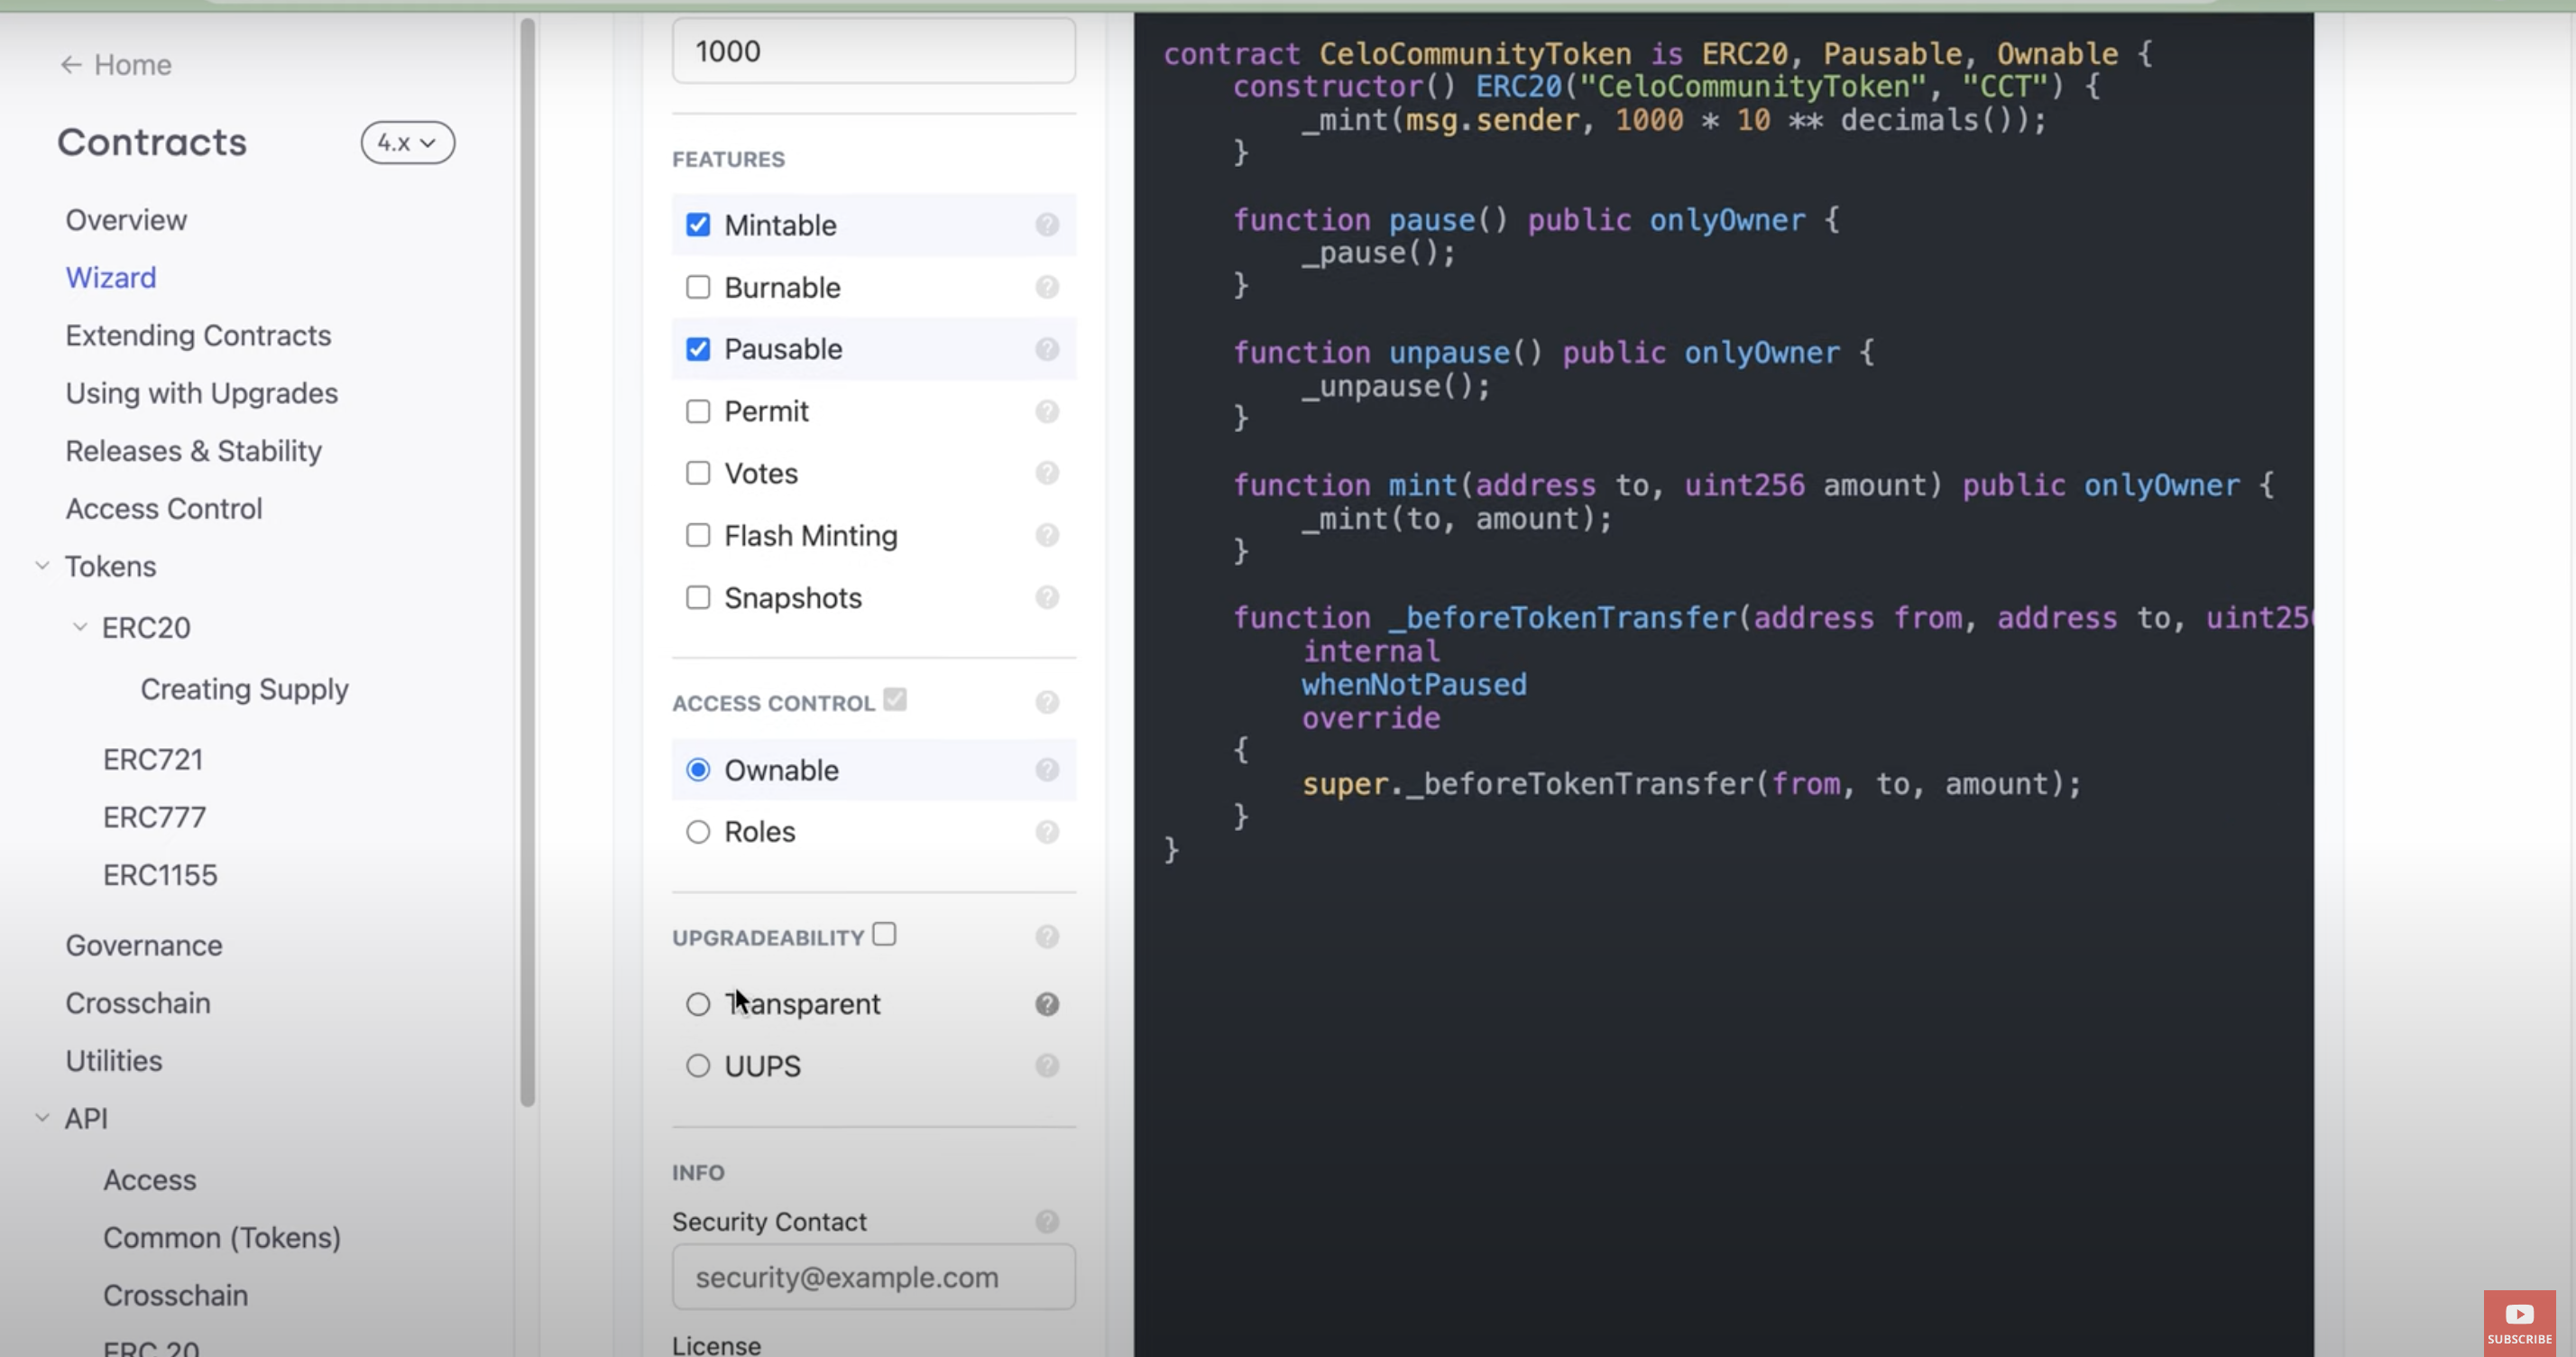 ← Home
Contracts
4.x
Overview
Wizard
Extending Contracts
Using with Upgrades
Releases & Stability
Access Control
Tokens
ERC20
Creating Supply
ERC721
ERC777
ERC1155
Governance
Crosschain
Utilities
API
Access
Common (Tokens)
Crosschain
ERC 20
1000
FEATURES
Mintable ?
Burnable ?
Pausable ?
Permit ?
Votes ?
Flash Minting ?
Snapshots ?
ACCESS CONTROL ?
Ownable ?
Roles ?
UPGRADEABILITY ?
Transparent ?
UUPS ?
INFO
Security Contact ?
security@example.com
License
contract CeloCommunityToken is ERC20, Pausable, Ownable {
constructor() ERC20("CeloCommunityToken", "CCT") {
_mint(msg.sender, 1000 * 10 ** decimals());
}
function pause() public onlyOwner {
_pause();
}
function unpause() public onlyOwner {
_unpause();
}
function mint(address to, uint256 amount) public onlyOwner {
_mint(to, amount);
}
function _beforeTokenTransfer(address from, address to, uint256
internal
whenNotPaused
override
{
super._beforeTokenTransfer(from, to, amount);
}
}
SUBSCRIBE